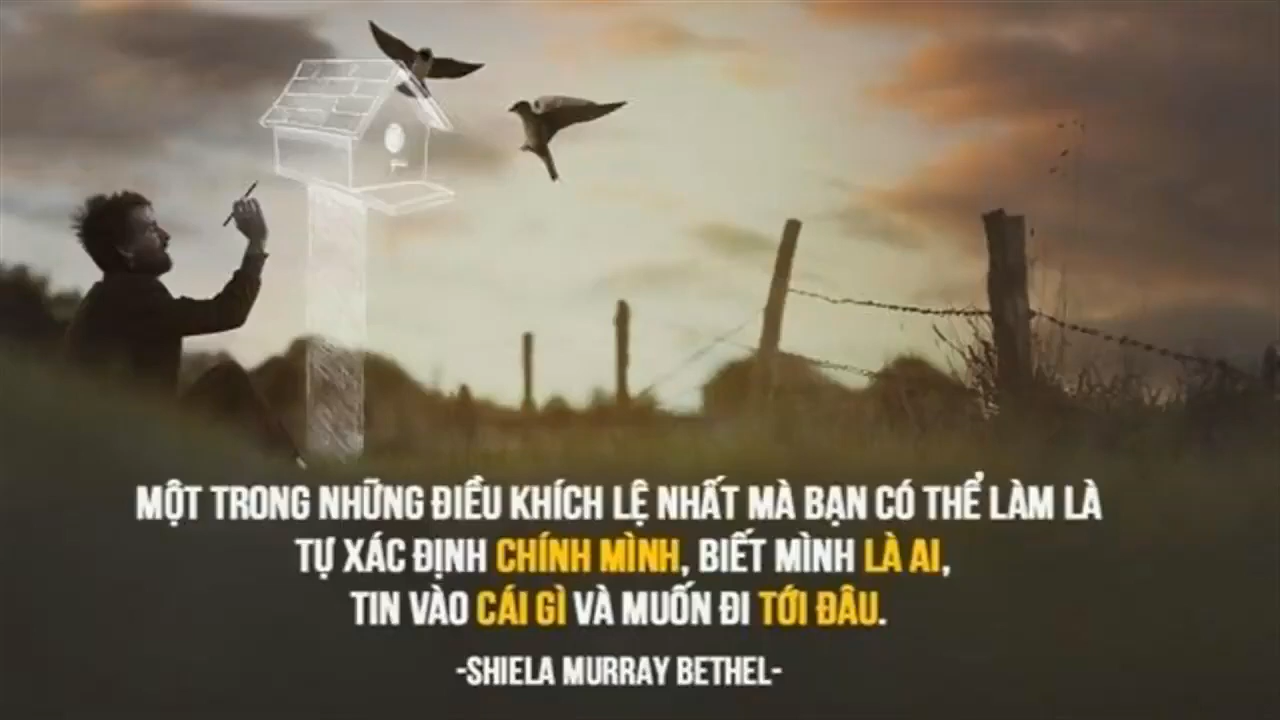 MỘT TRONG NHỮNG ĐIỀU KHÍCH LỆ NHẤT MÀ BẠN CÓ THỂ LÀM LÀ
TỰ XÁC ĐỊNH CHÍNH MÌNH, BIẾT MÌNH LÀ AI,
TIN VÀO CÁI GÌ VÀ MUỐN ĐI TỚI ĐÂU.
-SHIELA MURRAY BETHEL-